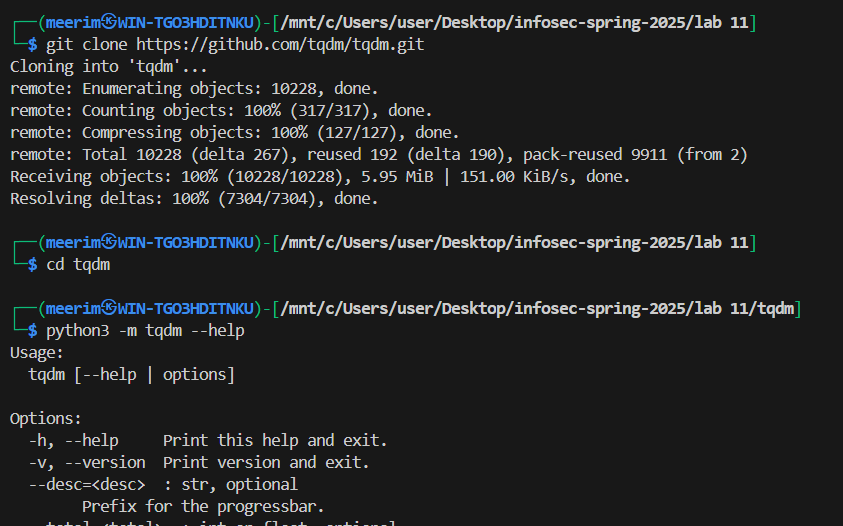 ┌──(meerim㉿WIN-TGO3HDITNKU)-[/mnt/c/Users/user/Desktop/infosec-spring-2025/lab 11]
└─$ git clone https://github.com/tqdm/tqdm.git
Cloning into 'tqdm'...
remote: Enumerating objects: 10228, done.
remote: Counting objects: 100% (317/317), done.
remote: Compressing objects: 100% (127/127), done.
remote: Total 10228 (delta 267), reused 192 (delta 190), pack-reused 9911 (from 2)
Receiving objects: 100% (10228/10228), 5.95 MiB | 151.00 KiB/s, done.
Resolving deltas: 100% (7304/7304), done.
┌──(meerim㉿WIN-TGO3HDITNKU)-[/mnt/c/Users/user/Desktop/infosec-spring-2025/lab 11]
└─$ cd tqdm
┌──(meerim㉿WIN-TGO3HDITNKU)-[/mnt/c/Users/user/Desktop/infosec-spring-2025/lab 11/tqdm]
└─$ python3 -m tqdm --help
Usage:
  tqdm [--help | options]
Options:
  -h, --help     Print this help and exit.
  -v, --version  Print version and exit.
  --desc=<desc>  : str, optional
        Prefix for the progressbar.
  --total=<total>  : int or float, optional